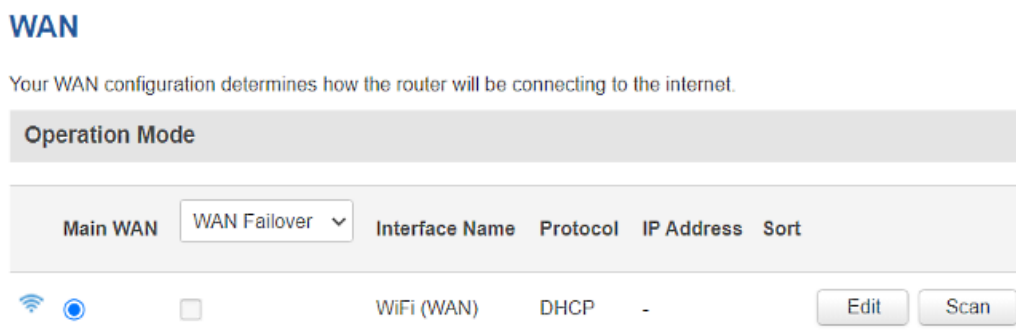 WAN
Your WAN configuration determines how the router will be connecting to the internet.
Operation Mode
Main WAN WAN Failover Interface Name Protocol IP Address Sort
WiFi (WAN) DHCP - Edit Scan